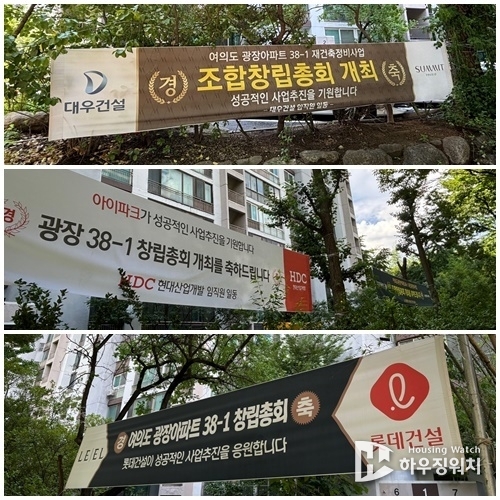 여의도 광장아파트 38-1 재건축정비사업
대우건설
경 조합창립총회 개최 축
SUMMIT
성공적인 사업추진을 기원합니다
- 대우건설 임직원 일동 -
아이파크가 성공적인 사업추진을 기원합니다
경 광장 38-1 창립총회 개최를 축하드립니다
HDC
HDC 현대산업개발 임직원 일동
LE/EL
경 여의도 광장아파트 38-1 창립총회 축
롯데건설이 성공적인 사업추진을 응원합니다
롯데건설
Housing Watch
하우징워치
6 7